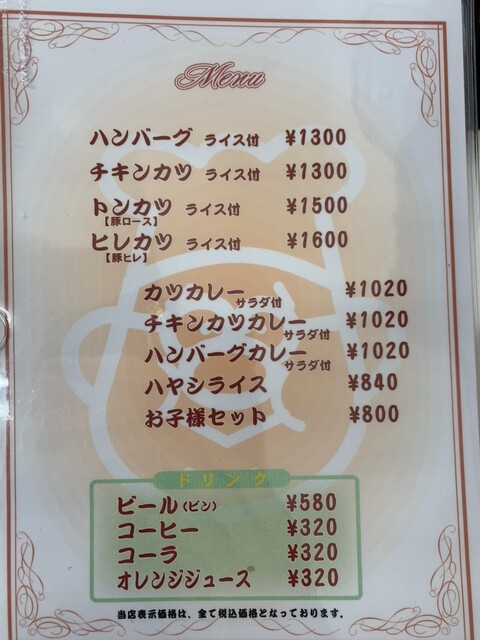 Menu
ハンバーグ ライス付 ¥1300
チキンカツ ライス付 ¥1300
トンカツ ライス付 ¥1500
【豚ロース】
ヒレカツ ライス付 ¥1600
【豚ヒレ】
カツカレー サラダ付 ¥1020
チキンカツカレー サラダ付 ¥1020
ハンバーグカレー サラダ付 ¥1020
ハヤシライス ¥840
お子様セット ¥800
ドリンク
ビール(ビン) ¥580
コーヒー ¥320
コーラ ¥320
オレンジジュース ¥320
当店表示価格は、全て税込価格となっております。